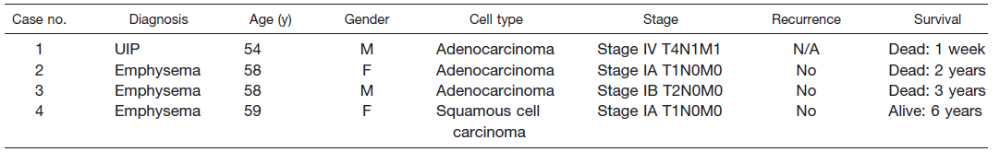 Case no. Diagnosis Age (y) Gender Cell type Stage Recurrence Survival
1 UIP 54 M Adenocarcinoma Stage IV T4N1M1 N/A Dead: 1 week
2 Emphysema 58 F Adenocarcinoma Stage IA T1N0M0 No Dead: 2 years
3 Emphysema 58 M Adenocarcinoma Stage IB T2N0M0 No Dead: 3 years
4 Emphysema 59 F Squamous cell Stage IA T1N0M0 No Alive: 6 years
carcinoma